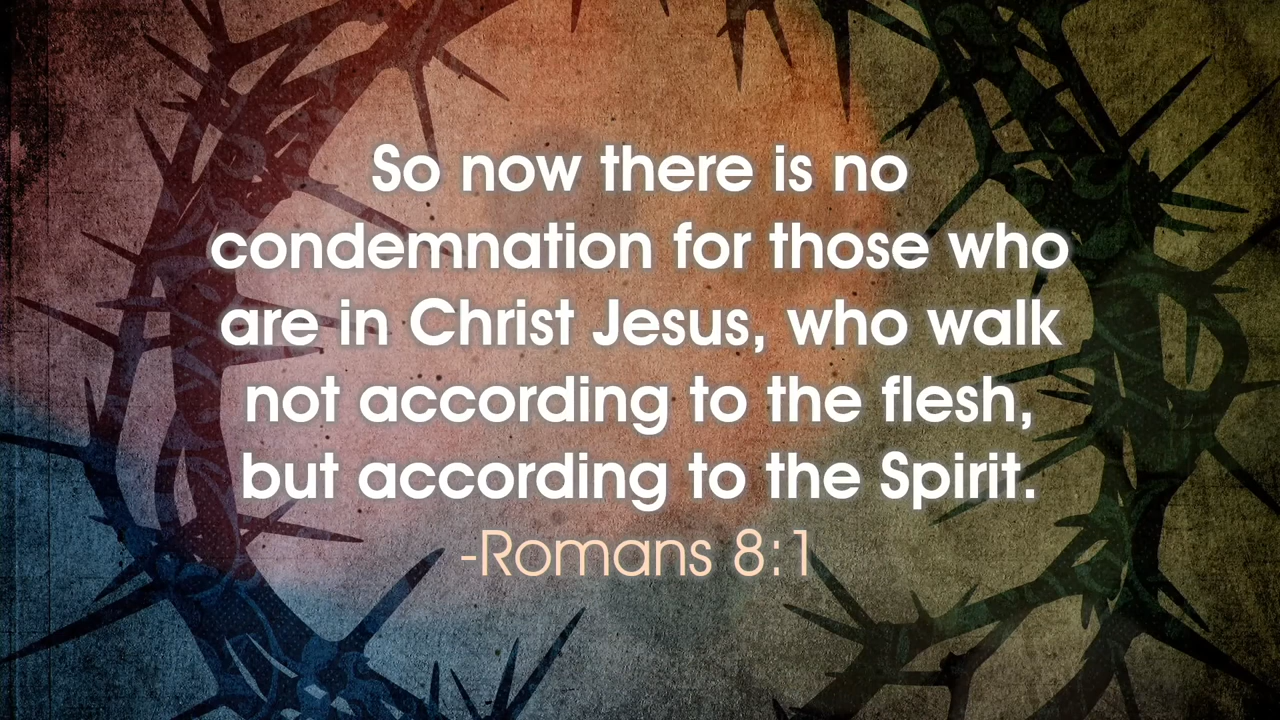 So now there is no
condemnation for those who
are in Christ Jesus, who walk
not according to the flesh,
but according to the Spirit.
-Romans 8:1